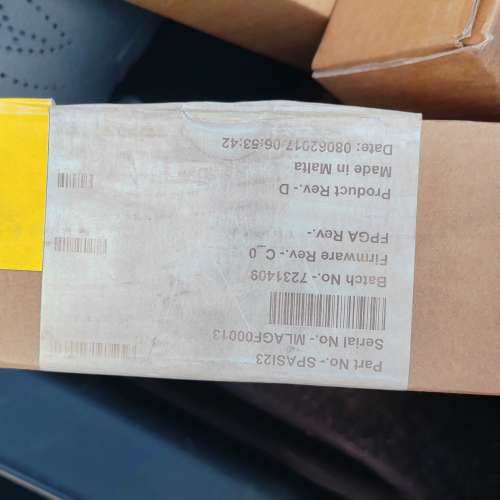 Part No.- SPASI23
Serial No.- MLAGF00013
Batch No.- 7231409
Firmware Rev.- C_0
FPGA Rev.-
Product Rev.- D
Made in Malta
Date: 08062017 06:53:42